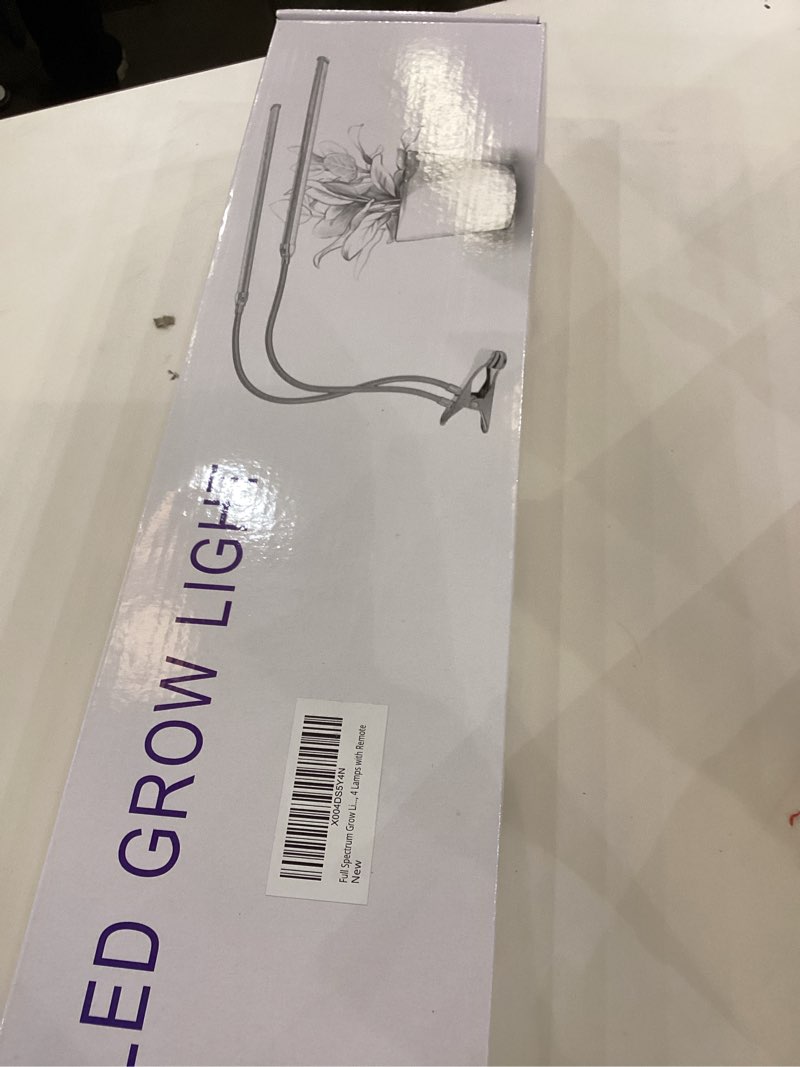 LED GROW LIGHT
X004DS5Y4N
Full Spectrum Grow Li..., 4 Lamps with Remote
New